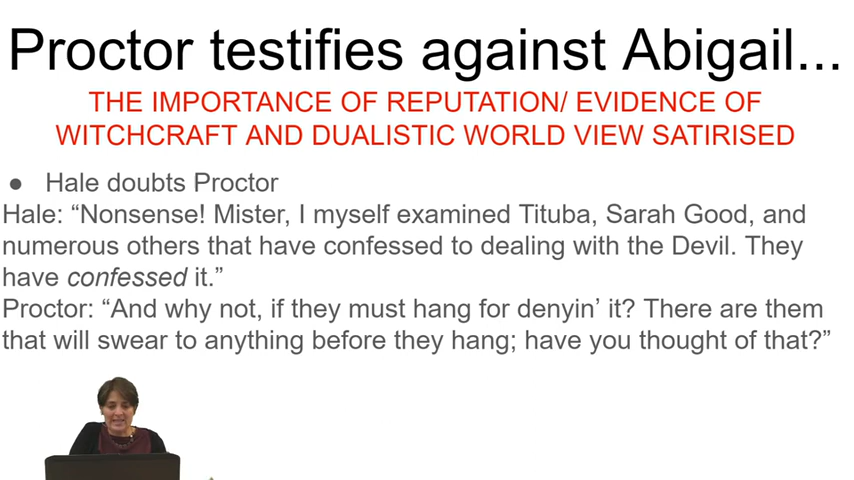 Proctor testifies against Abigail...
THE IMPORTANCE OF REPUTATION/ EVIDENCE OF
WITCHCRAFT AND DUALISTIC WORLD VIEW SATIRISED
● Hale doubts Proctor
Hale: “Nonsense! Mister, I myself examined Tituba, Sarah Good, and
numerous others that have confessed to dealing with the Devil. They
have confessed it.”
Proctor: “And why not, if they must hang for denyin’ it? There are them
that will swear to anything before they hang; have you thought of that?”